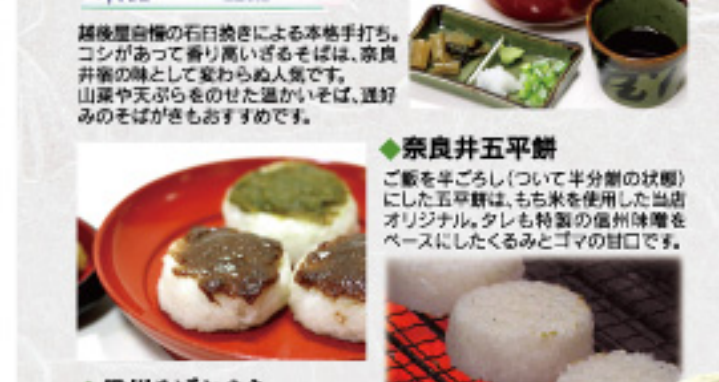 越後屋自慢の石臼挽きによる本格手打ち。
コシがあって香り高いざるそばは、奈良
井宿の味として変わらぬ人気です。
山菜や天ぷらをのせた温かいそば、通好
みのそばがきもおすすめです。
◆奈良井五平餅
ご飯を半ごろし（ついて半分餅の状態）
にした五平餅は、もち米を使用した当店
オリジナル。タレも特製の信州味噌を
ベースにしたくるみとゴマの甘口です。